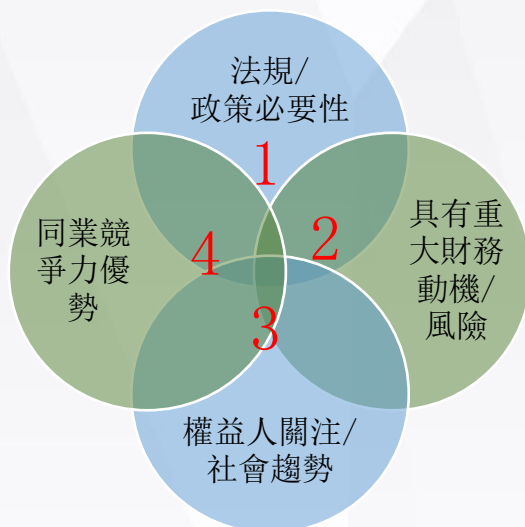 法規/
政策必要性
1
同業競
爭力優
勢
4
2
具有重
大財務
動機/
風險
3
權益人關注/
社會趨勢